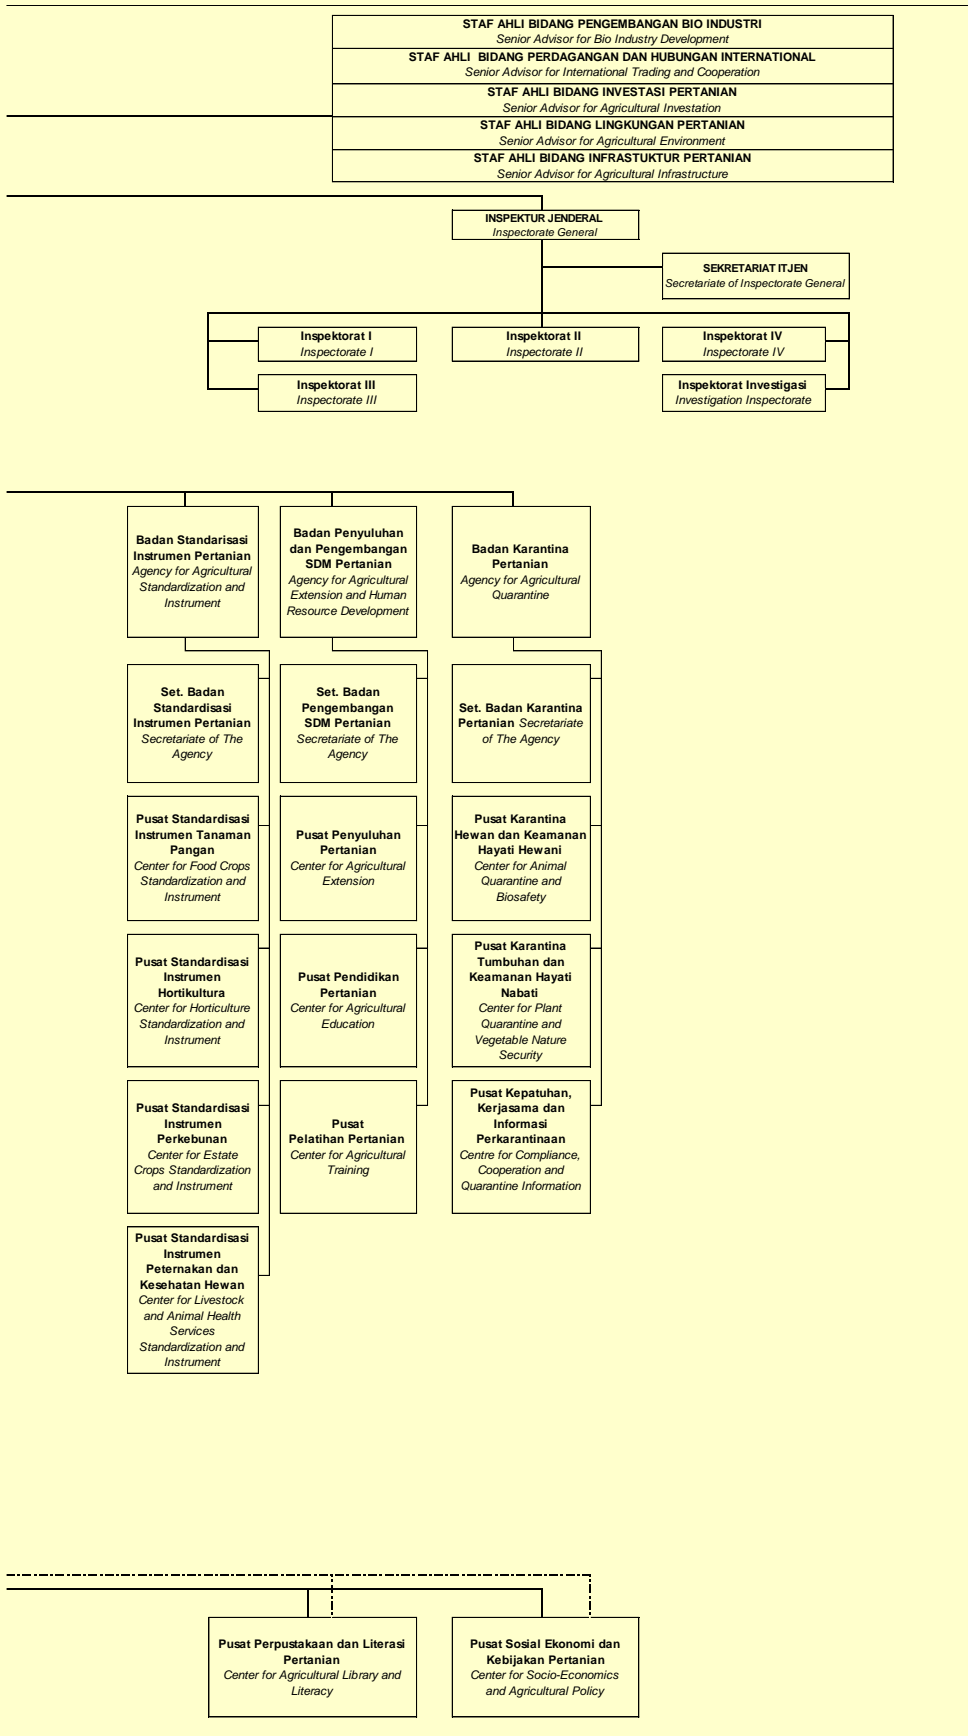 STAF AHLI BIDANG PENGEMBANGAN BIO INDUSTRI
Senior Advisor for Bio Industry Development
STAF AHLI  BIDANG PERDAGANGAN DAN HUBUNGAN INTERNATIONAL
Senior Advisor for International Trading and Cooperation
STAF AHLI BIDANG INVESTASI PERTANIAN
Senior Advisor for Agricultural Investation
STAF AHLI BIDANG LINGKUNGAN PERTANIAN
Senior Advisor for Agricultural Environment
STAF AHLI BIDANG INFRASTUKTUR PERTANIAN
Senior Advisor for Agricultural Infrastructure
INSPEKTUR JENDERAL
Inspectorate General
SEKRETARIAT ITJEN
Secretariate of Inspectorate General
Inspektorat I
Inspectorate I
Inspektorat II
Inspectorate II
Inspektorat IV
Inspectorate IV
Inspektorat III
Inspectorate III
Inspektorat Investigasi
Investigation Inspectorate
Badan Standarisasi
Instrumen Pertanian
Agency for Agricultural
Standardization and
Instrument
Badan Penyuluhan
dan Pengembangan
SDM Pertanian
Agency for Agricultural
Extension and Human
Resource Development
Badan Karantina
Pertanian
Agency for Agricultural
Quarantine
Set. Badan
Standardisasi
Instrumen Pertanian
Secretariate of The
Agency
Set. Badan
Pengembangan
SDM Pertanian
Secretariate of The
Agency
Set. Badan Karantina
Pertanian Secretariate
of The Agency
Pusat Standardisasi
Instrumen Tanaman
Pangan
Center for Food Crops
Standardization and
Instrument
Pusat Penyuluhan
Pertanian
Center for Agricultural
Extension
Pusat Karantina
Hewan dan Keamanan
Hayati Hewani
Center for Animal
Quarantine and
Biosafety
Pusat Standardisasi
Instrumen
Hortikultura
Center for Horticulture
Standardization and
Instrument
Pusat Pendidikan
Pertanian
Center for Agricultural
Education
Pusat Karantina
Tumbuhan dan
Keamanan Hayati
Nabati
Center for Plant
Quarantine and
Vegetable Nature
Security
Pusat Standardisasi
Instrumen
Perkebunan
Center for Estate
Crops Standardization
and Instrument
Pusat
Pelatihan Pertanian
Center for Agricultural
Training
Pusat Kepatuhan,
Kerjasama dan
Informasi
Perkarantinaan
Centre for Compliance,
Cooperation and
Quarantine Information
Pusat Standardisasi
Instrumen
Peternakan dan
Kesehatan Hewan
Center for Livestock
and Animal Health
Services
Standardization and
Instrument
Pusat Perpustakaan dan Literasi
Pertanian
Center for Agricultural Library and
Literacy
Pusat Sosial Ekonomi dan
Kebijakan Pertanian
Center for Socio-Economics
and Agricultural Policy